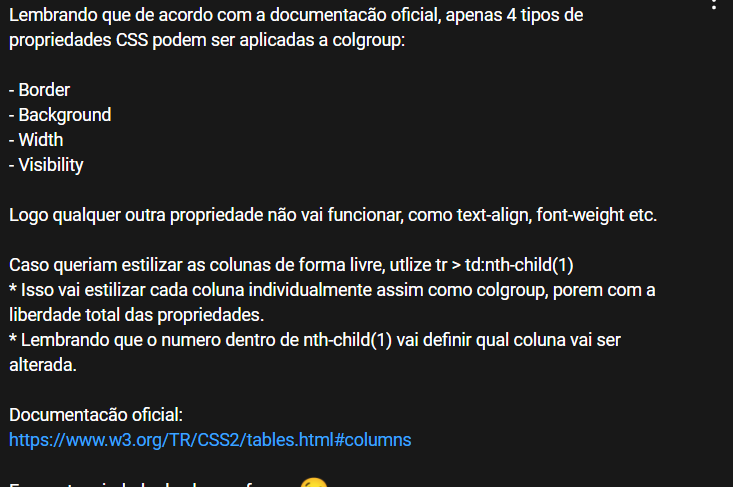 Lembrando que de acordo com a documentacão oficial, apenas 4 tipos de
propriedades CSS podem ser aplicadas a colgroup:
- Border
- Background
- Width
- Visibility
Logo qualquer outra propriedade não vai funcionar, como text-align, font-weight etc.
Caso queriam estilizar as colunas de forma livre, utlize tr > td:nth-child(1)
* Isso vai estilizar cada coluna individualmente assim como colgroup, porem com a
liberdade total das propriedades.
* Lembrando que o numero dentro de nth-child(1) vai definir qual coluna vai ser
alterada.
Documentacão oficial:
https://www.w3.org/TR/CSS2/tables.html#columns